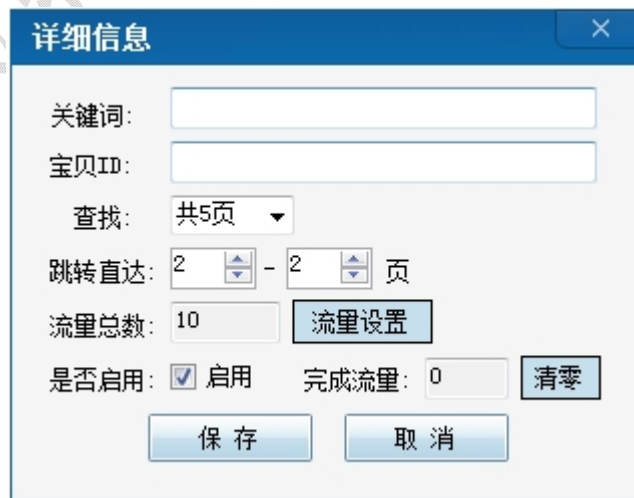 详细信息
关键词:
宝贝ID:
查找: 共5页
跳转直达: 2 - 2 页
流量总数: 10 流量设置
是否启用: 启用 完成流量: 0 清零
保 存 取 消